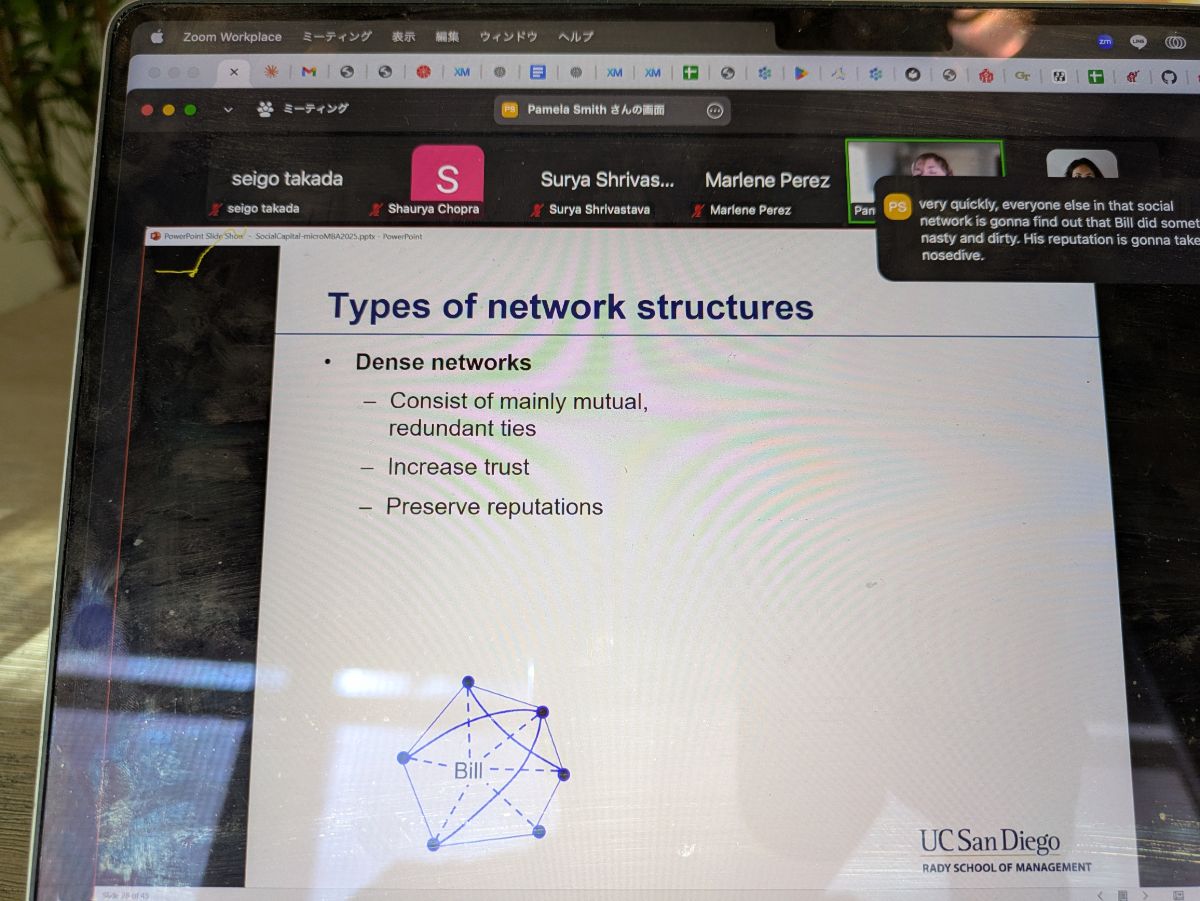 Zoom Workplace ミーティング 表示 編集 ウィンドウ ヘルプ
zm LINE
M XM XM XM GT
ミーティング
PS Pamela Smith さんの画面
seigo takada
S
Surya Shrivas...
Marlene Perez
seigo takada
Shaurya Chopra
Surya Shrivastava
Marlene Perez
Pan
PS
very quickly, everyone else in that social
network is gonna find out that Bill did somet
nasty and dirty. His reputation is gonna take
nosedive.
PowerPoint Slide Show - SocialCapital-microMBA2025.pptx - PowerPoint
Types of network structures
• Dense networks
– Consist of mainly mutual,
redundant ties
– Increase trust
– Preserve reputations
Bill
UC San Diego
RADY SCHOOL OF MANAGEMENT